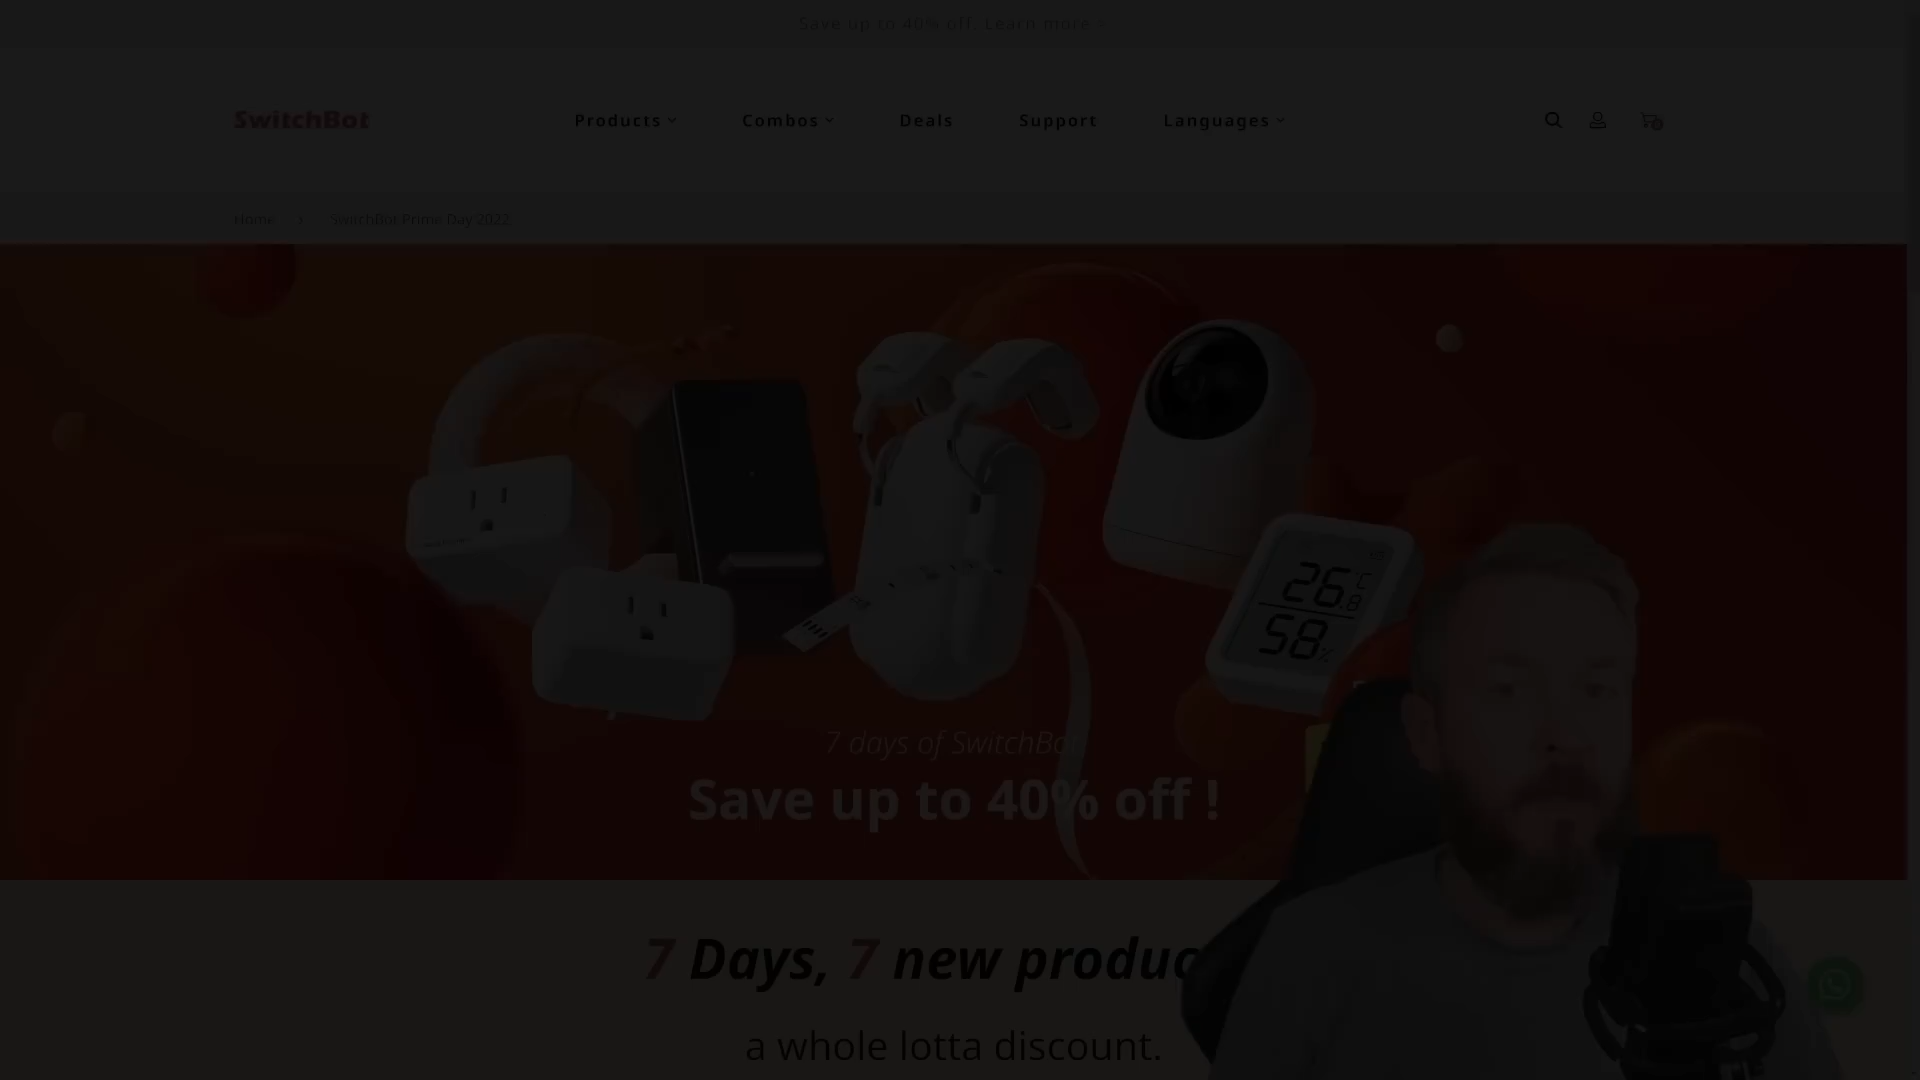 Save up to 40% off. Learn more >
SwitchBot
Products
Combos
Deals
Support
Languages
Home > SwitchBot Prime Day 2022
26.8 °C
58 %
7 days of SwitchBot
Save up to 40% off !
7 Days, 7 new produc
a whole lotta discount.